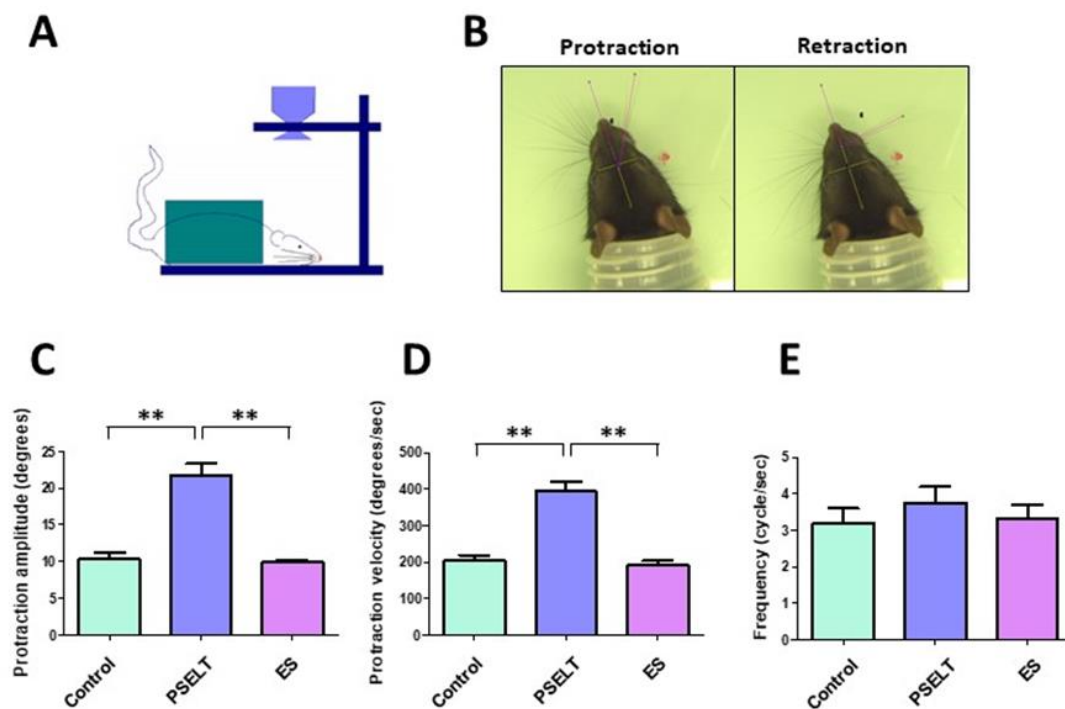 A
B
Protraction
Retraction
C
Protraction amplitude (degrees)
25
20
15
10
5
0
**
**
Control
PSELT
ES
D
Protraction velocity (degrees/sec)
500
400
300
200
100
0
**
**
Control
PSELT
ES
E
Frequency (cycle/sec)
5
4
3
2
1
0
Control
PSELT
ES